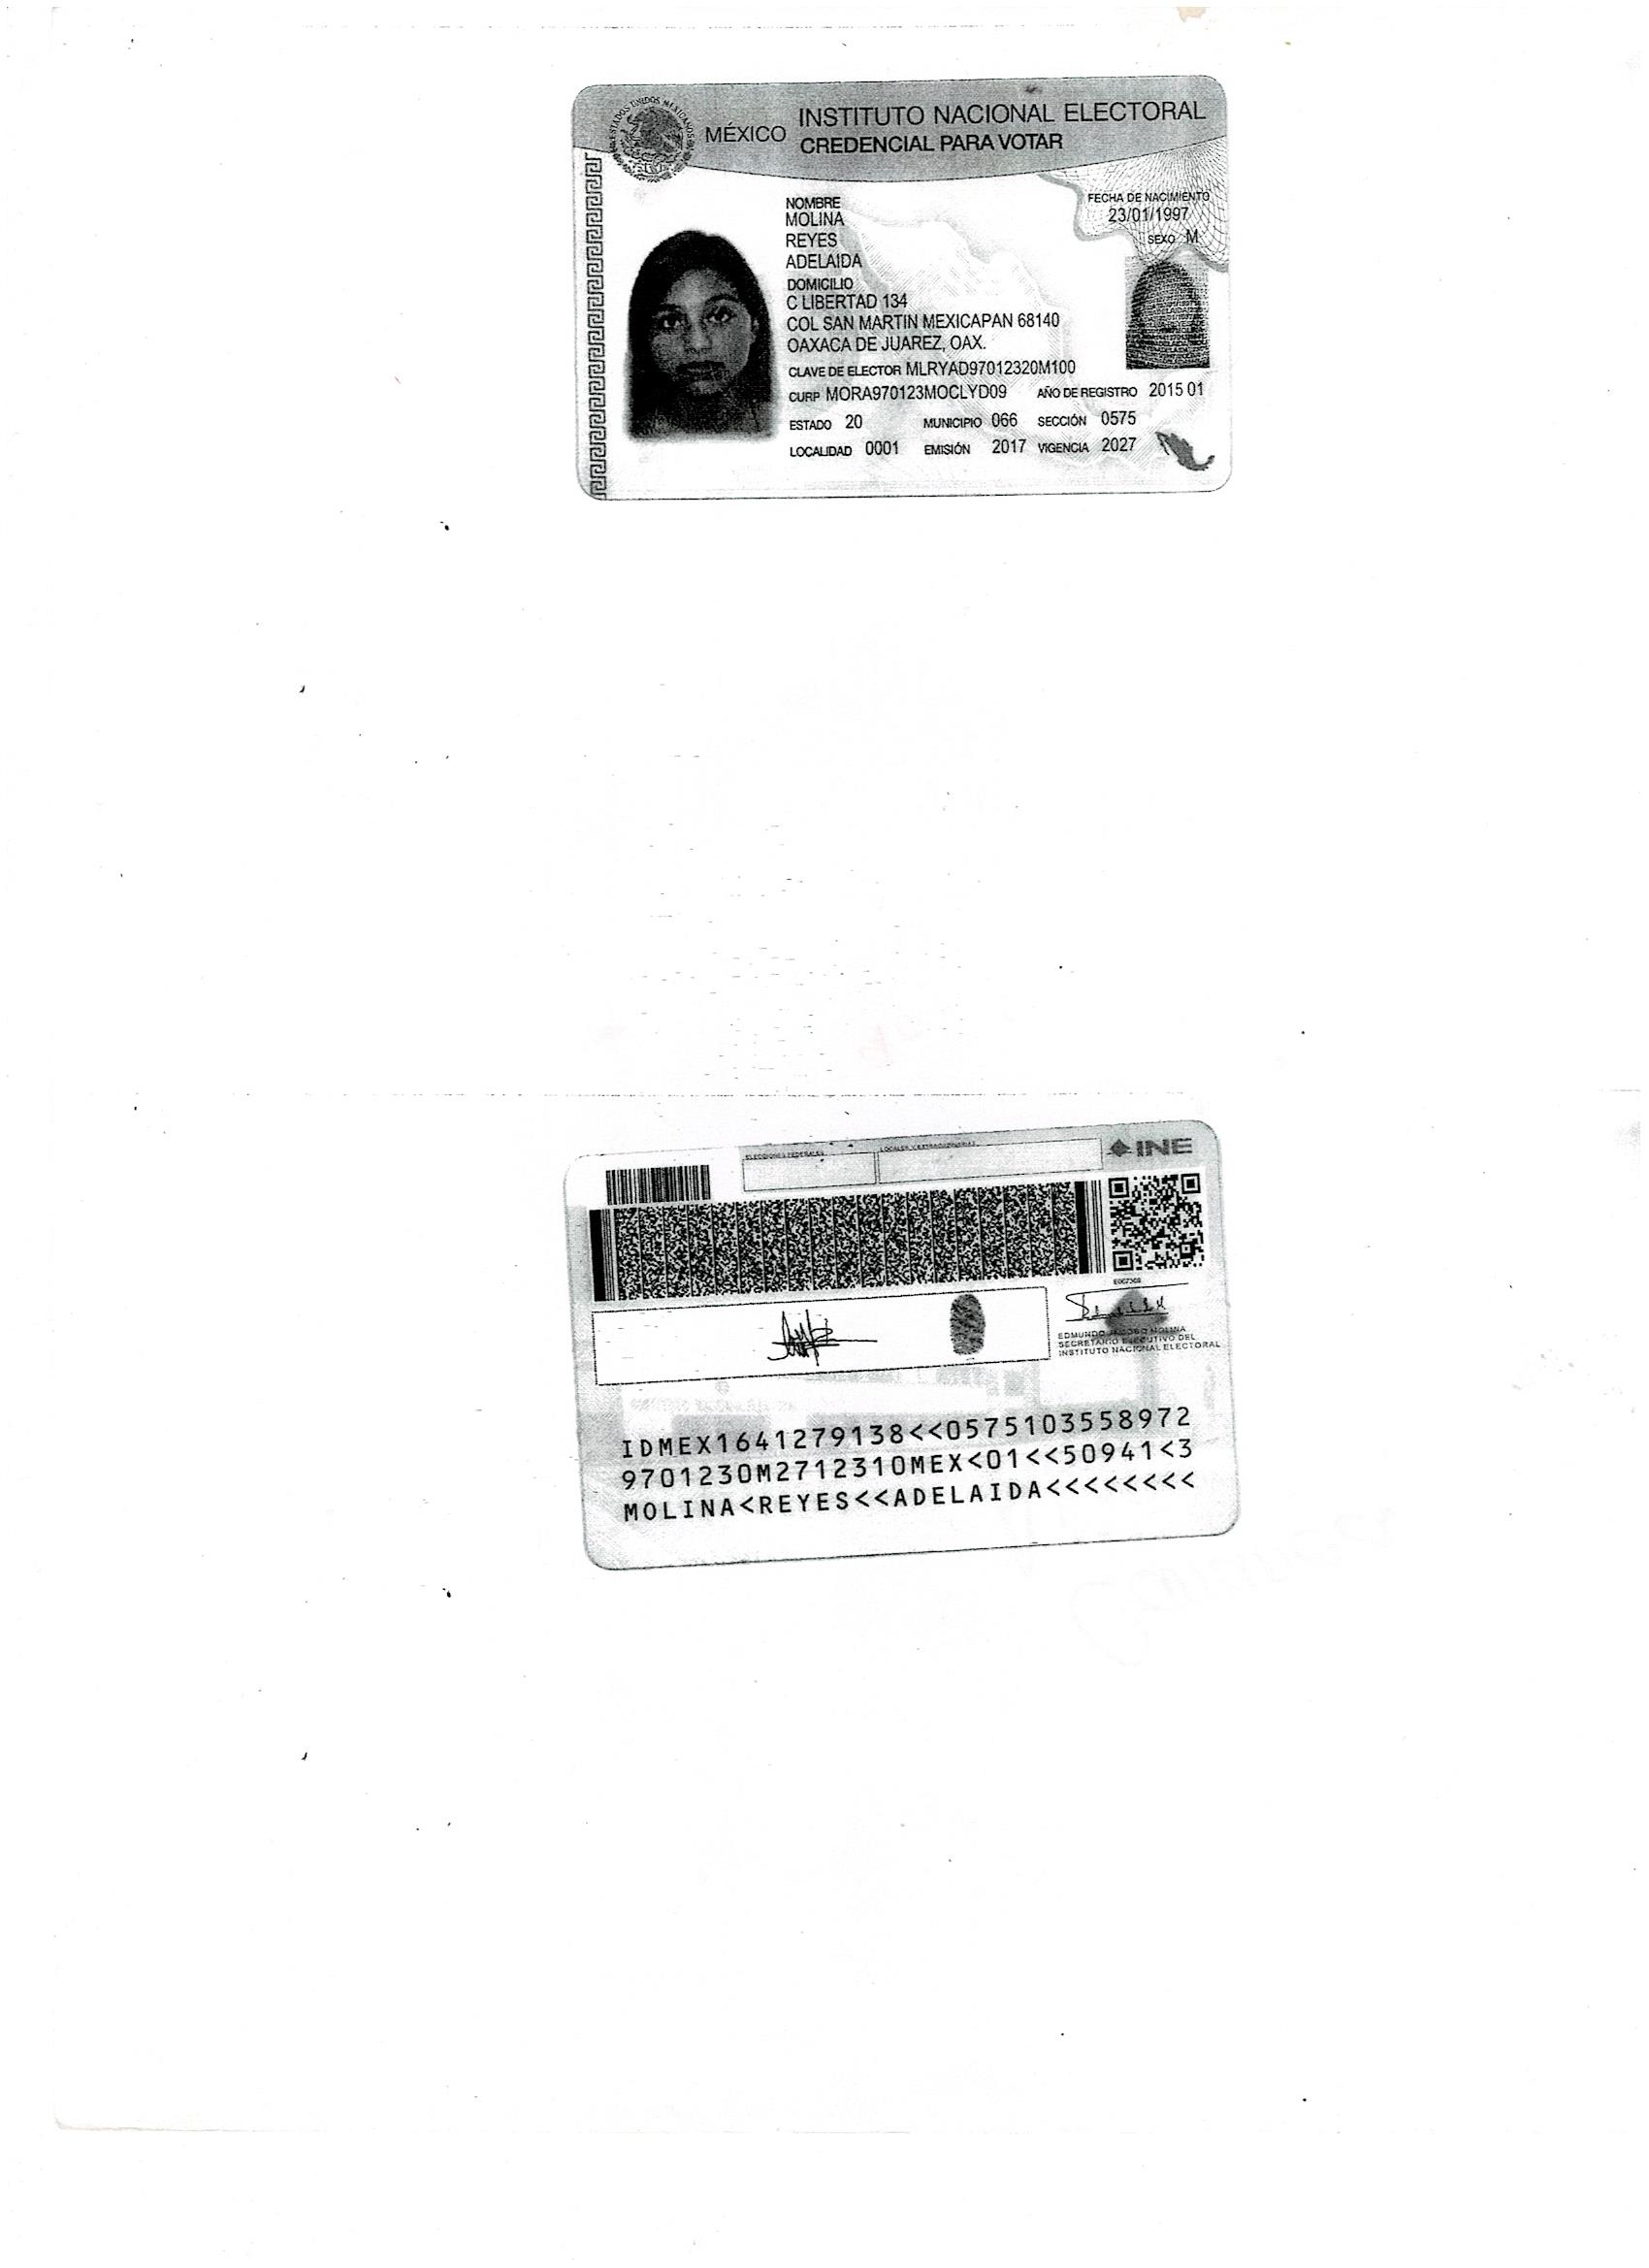 ESTADOS UNIDOS MEXICANOS
MÉXICO
INSTITUTO NACIONAL ELECTORAL
CREDENCIAL PARA VOTAR
NOMBRE
MOLINA
REYES
ADELAIDA
FECHA DE NACIMIENTO
23/01/1997
SEXO M
DOMICILIO
C LIBERTAD 134
COL SAN MARTIN MEXICAPAN 68140
OAXACA DE JUAREZ, OAX.
CLAVE DE ELECTOR MLRYAD97012320M100
CURP MORA970123MOCLYD09 AÑO DE REGISTRO 2015 01
ESTADO 20 MUNICIPIO 066 SECCIÓN 0575
LOCALIDAD 0001 EMISIÓN 2017 VIGENCIA 2027
ELECCIONES FEDERALES
LOCALES Y EXTRAORDINARIAS
INE
EDMUNDO JACOBO MOLINA
SECRETARIO EJECUTIVO DEL
INSTITUTO NACIONAL ELECTORAL
IDMEX1641279138<<0575103558972
9701230M2712310MEX<01<<50941<3
MOLINA<REYES<<ADELAIDA<<<<<<<<